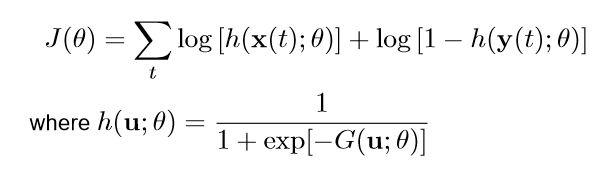 J(θ) = ∑_t log [h(𝐱(t); θ)] + log [1 − h(𝐲(t); θ)]
where h(𝐮; θ) = 1 / (1 + exp[−G(𝐮; θ)])